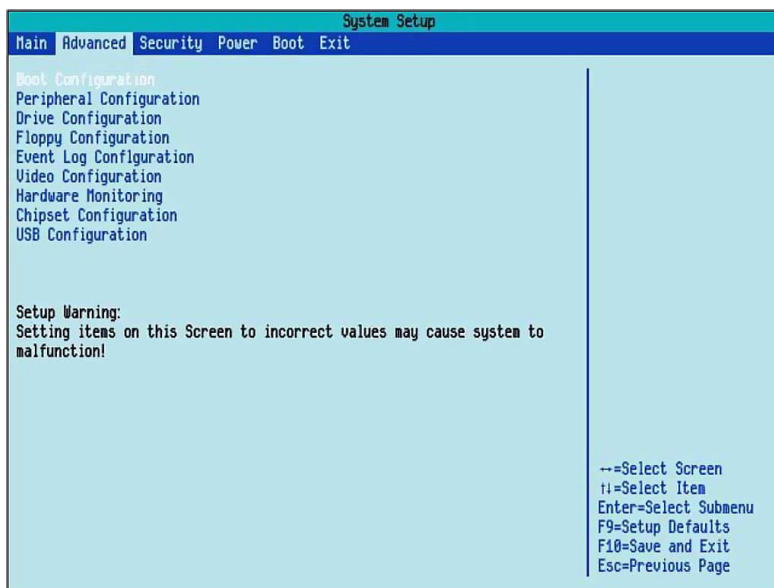 System Setup
Main Advanced Security Power Boot Exit
Boot Configuration
Peripheral Configuration
Drive Configuration
Floppy Configuration
Event Log Configuration
Video Configuration
Hardware Monitoring
Chipset Configuration
USB Configuration
Setup Warning:
Setting items on this Screen to incorrect values may cause system to
malfunction!
↔=Select Screen
↑↓=Select Item
Enter=Select Submenu
F9=Setup Defaults
F10=Save and Exit
Esc=Previous Page